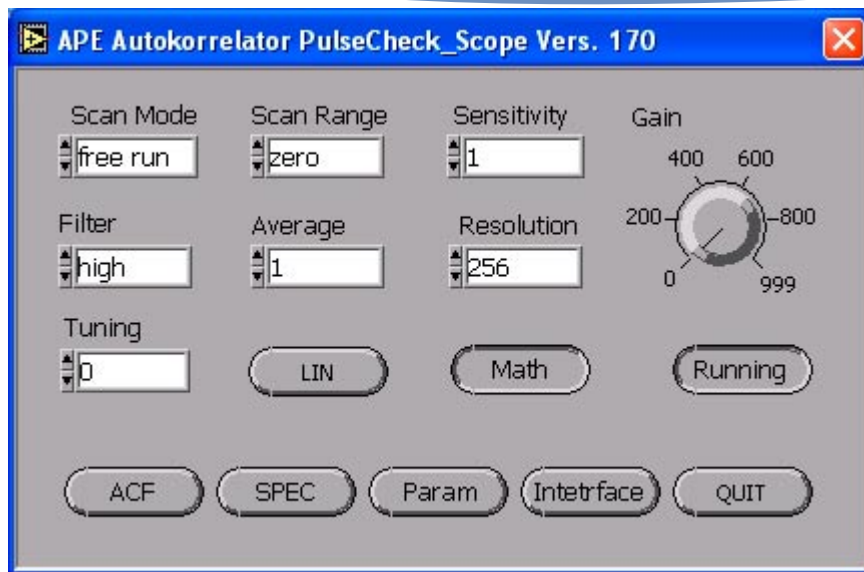 APE Autokorrelator PulseCheck_Scope Vers. 170
Scan Mode Scan Range Sensitivity Gain
free run zero 1
400 600
200 800
0 999
Filter Average Resolution
high 1 256
Tuning
0 LIN Math Running
ACF SPEC Param Intetrface QUIT